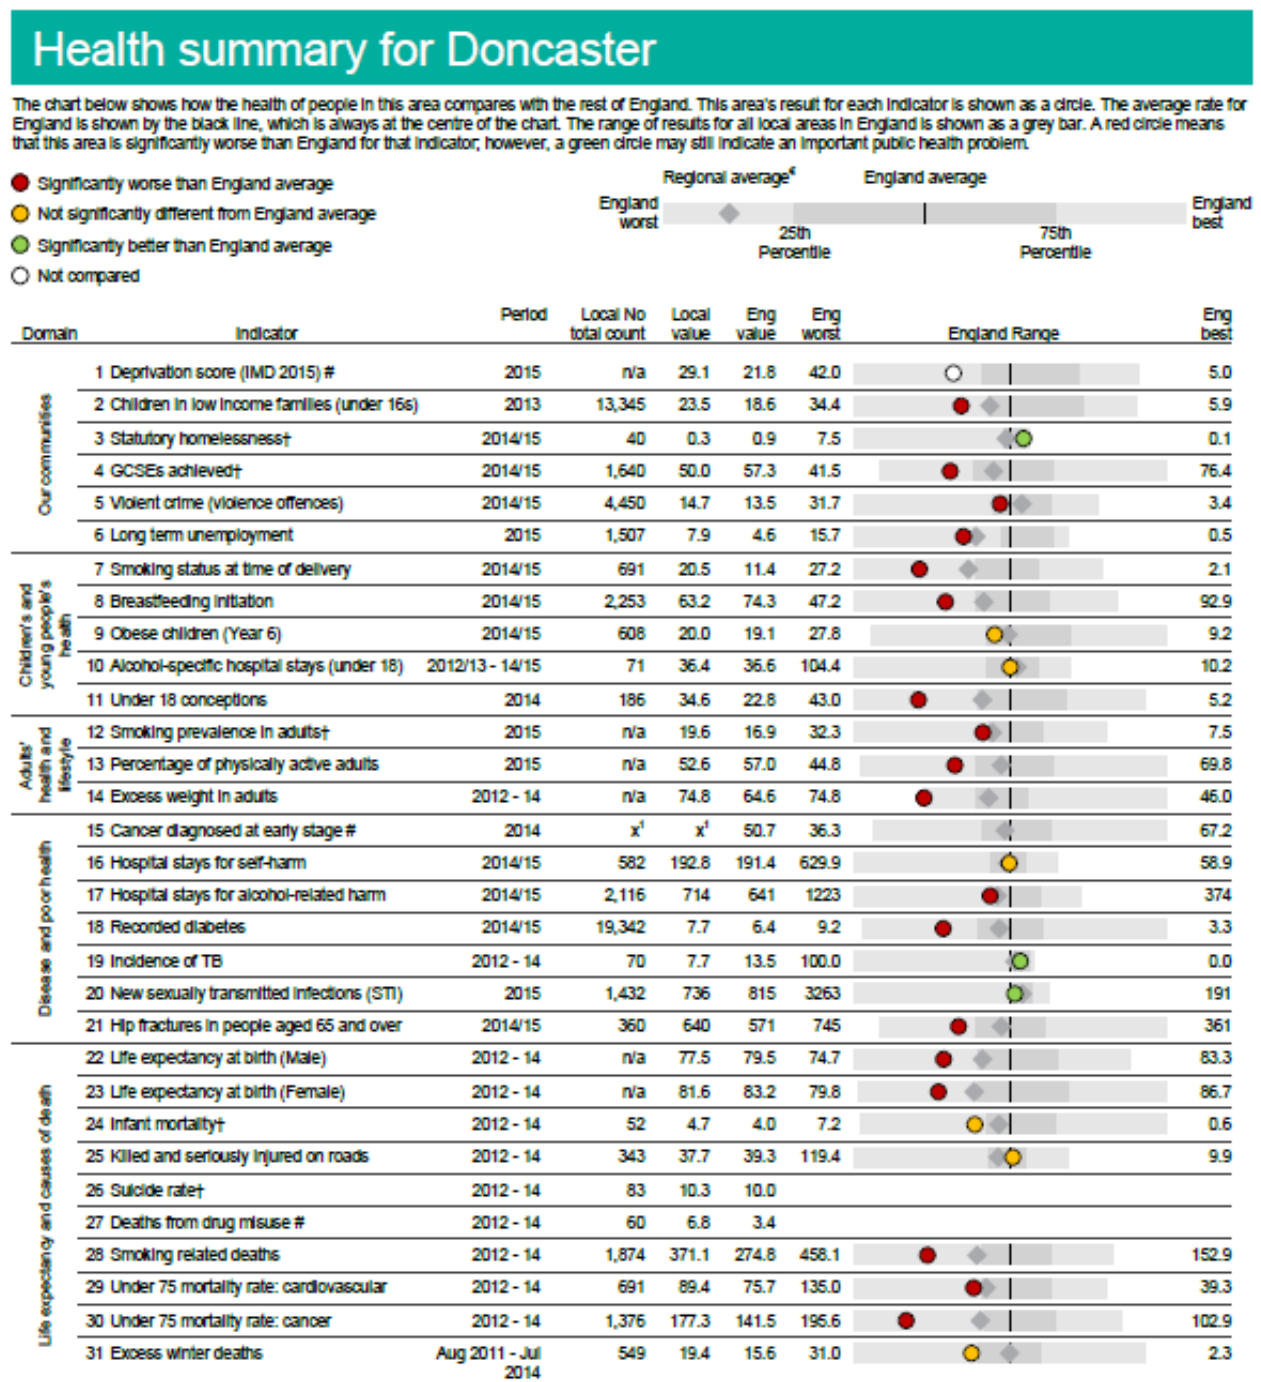 Health summary for Doncaster
The chart below shows how the health of people in this area compares with the rest of England. This area's result for each indicator is shown as a circle. The average rate for
England is shown by the black line, which is always at the centre of the chart. The range of results for all local areas in England is shown as a grey bar. A red circle means
that this area is significantly worse than England for that indicator; however, a green circle may still indicate an important public health problem.
Significantly worse than England average
Not significantly different from England average
Significantly better than England average
Not compared
Regional average€ England average
England worst England best
25th Percentile 75th Percentile
Domain Indicator Period Local No total count Local value Eng value Eng worst England Range Eng best
Our communities
1 Deprivation score (IMD 2015) # 2015 n/a 29.1 21.8 42.0 5.0
2 Children in low income families (under 16s) 2013 13,345 23.5 18.6 34.4 5.9
3 Statutory homelessness† 2014/15 40 0.3 0.9 7.5 0.1
4 GCSEs achieved† 2014/15 1,640 50.0 57.3 41.5 76.4
5 Violent crime (violence offences) 2014/15 4,450 14.7 13.5 31.7 3.4
6 Long term unemployment 2015 1,507 7.9 4.6 15.7 0.5
Children's and young people's health
7 Smoking status at time of delivery 2014/15 691 20.5 11.4 27.2 2.1
8 Breastfeeding initiation 2014/15 2,253 63.2 74.3 47.2 92.9
9 Obese children (Year 6) 2014/15 608 20.0 19.1 27.8 9.2
10 Alcohol-specific hospital stays (under 18) 2012/13 - 14/15 71 36.4 36.6 104.4 10.2
11 Under 18 conceptions 2014 186 34.6 22.8 43.0 5.2
Adults' health and lifestyle
12 Smoking prevalence in adults† 2015 n/a 19.6 16.9 32.3 7.5
13 Percentage of physically active adults 2015 n/a 52.6 57.0 44.8 69.8
14 Excess weight in adults 2012 - 14 n/a 74.8 64.6 74.8 46.0
Disease and poor health
15 Cancer diagnosed at early stage # 2014 x¹ x¹ 50.7 36.3 67.2
16 Hospital stays for self-harm 2014/15 582 192.8 191.4 629.9 58.9
17 Hospital stays for alcohol-related harm 2014/15 2,116 714 641 1223 374
18 Recorded diabetes 2014/15 19,342 7.7 6.4 9.2 3.3
19 Incidence of TB 2012 - 14 70 7.7 13.5 100.0 0.0
20 New sexually transmitted infections (STI) 2015 1,432 736 815 3263 191
21 Hip fractures in people aged 65 and over 2014/15 360 640 571 745 361
Life expectancy and causes of death
22 Life expectancy at birth (Male) 2012 - 14 n/a 77.5 79.5 74.7 83.3
23 Life expectancy at birth (Female) 2012 - 14 n/a 81.6 83.2 79.8 86.7
24 Infant mortality† 2012 - 14 52 4.7 4.0 7.2 0.6
25 Killed and seriously injured on roads 2012 - 14 343 37.7 39.3 119.4 9.9
26 Suicide rate† 2012 - 14 83 10.3 10.0
27 Deaths from drug misuse # 2012 - 14 60 6.8 3.4
28 Smoking related deaths 2012 - 14 1,874 371.1 274.8 458.1 152.9
29 Under 75 mortality rate: cardiovascular 2012 - 14 691 89.4 75.7 135.0 39.3
30 Under 75 mortality rate: cancer 2012 - 14 1,376 177.3 141.5 195.6 102.9
31 Excess winter deaths Aug 2011 - Jul 2014 549 19.4 15.6 31.0 2.3